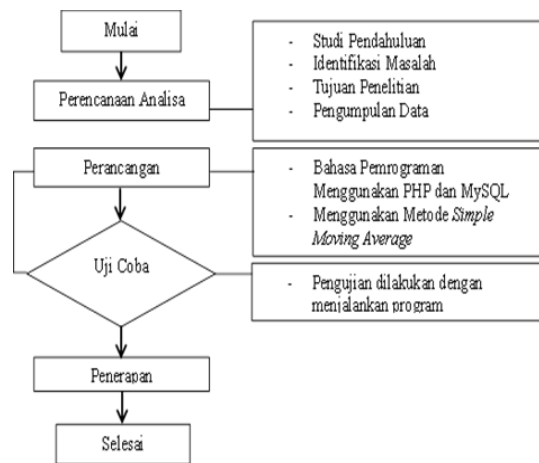 Mulai
- Studi Pendahuluan
- Identifikasi Masalah
- Tujuan Penelitian
- Pengumpulan Data
Perencanaan Analisa
Perancangan
- Bahasa Pemrograman
Menggunakan PHP dan MySQL
- Menggunakan Metode Simple
Moving Average
Uji Coba
- Pengujian dilakukan dengan
menjalankan program
Penerapan
Selesai